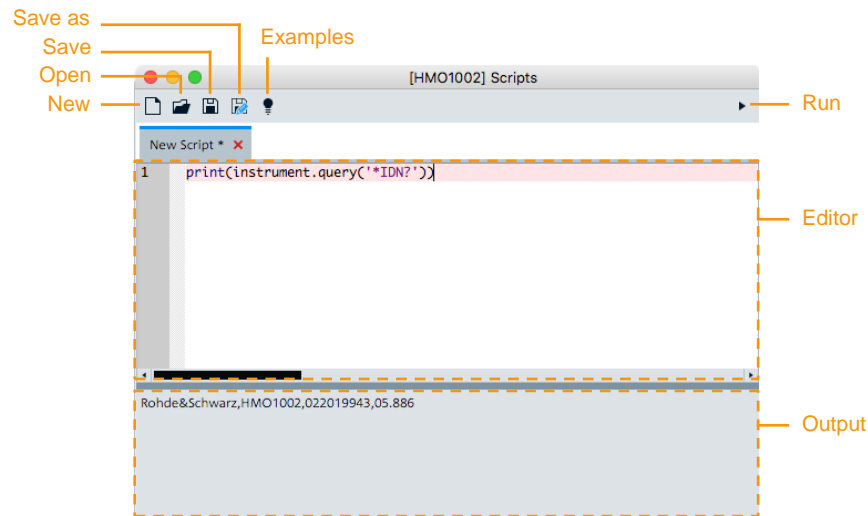 Save as
Save
Examples
Open
[HMO1002] Scripts
New
Run
New Script *
1 print(instrument.query('*IDN?'))
Editor
Rohde&Schwarz,HMO1002,022019943,05.886
Output